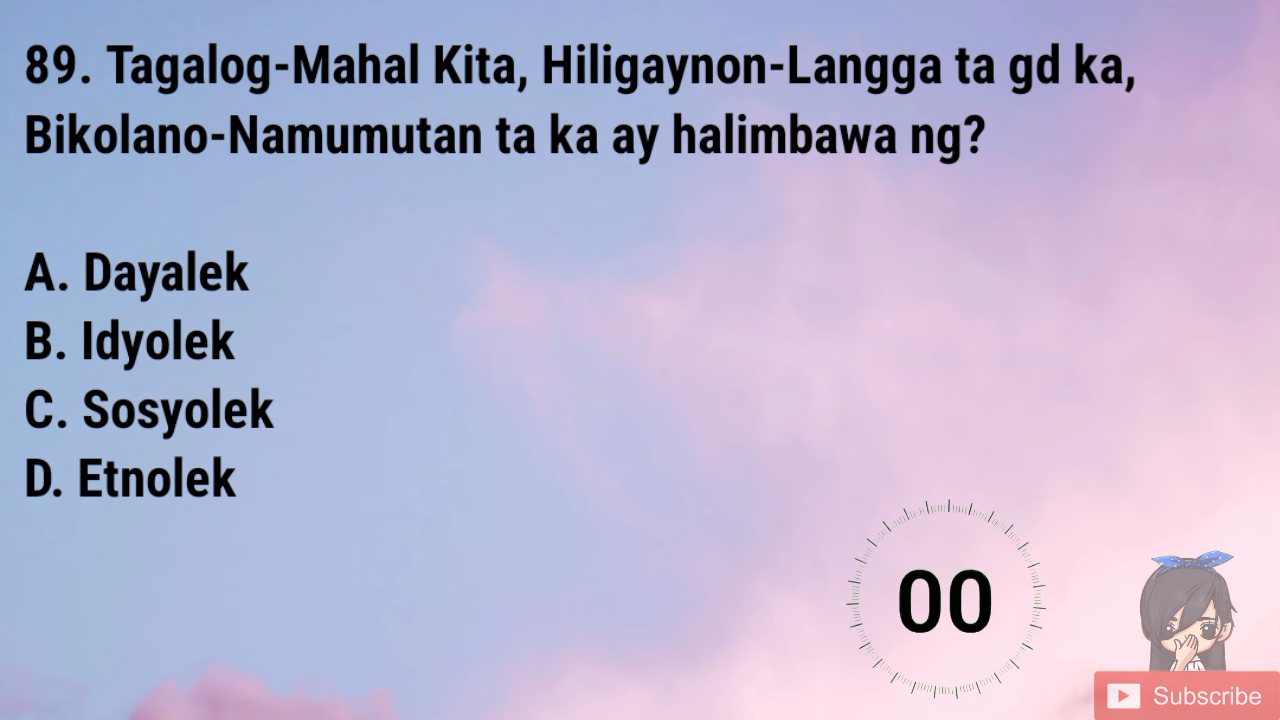 89. Tagalog-Mahal Kita, Hiligaynon-Langga ta gd ka,
Bikolano-Namumutan ta ka ay halimbawa ng?
A. Dayalek
B. Idyolek
C. Sosyolek
D. Etnolek
00
Subscribe